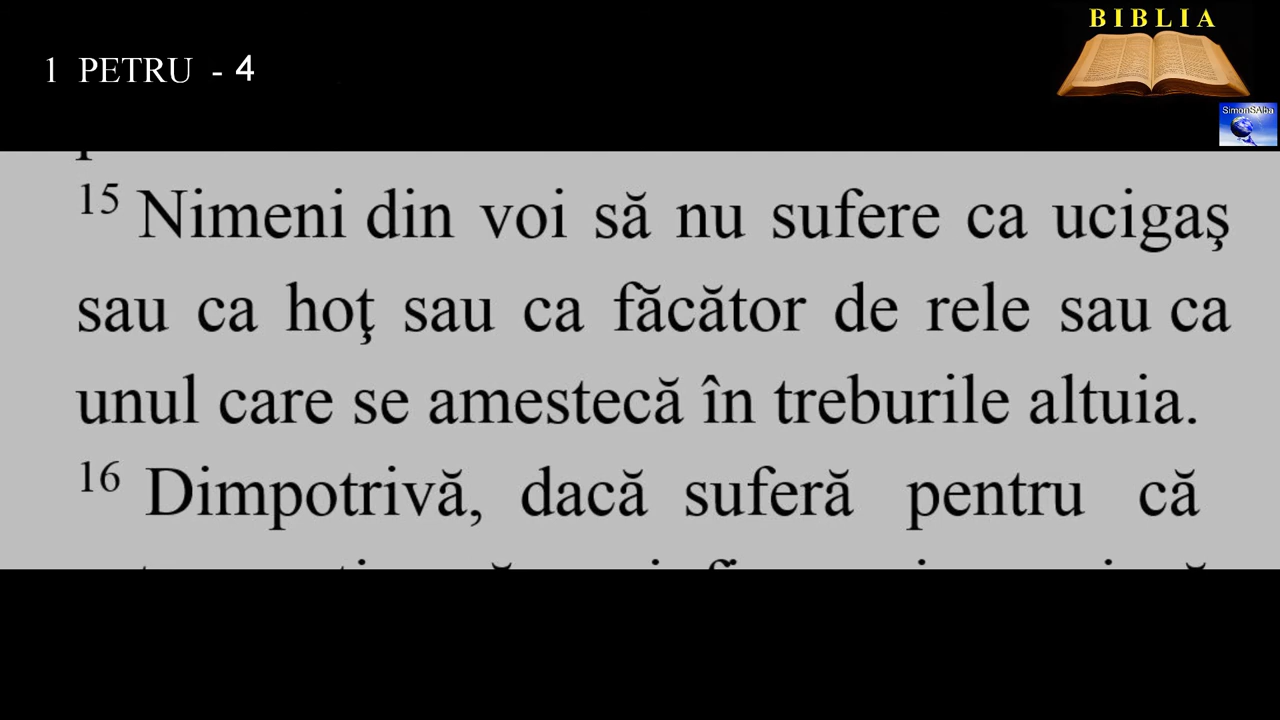 BIBLIA
1 PETRU - 4
SimonSAlba
15 Nimeni din voi să nu sufere ca ucigaş
sau ca hoţ sau ca făcător de rele sau ca
unul care se amestecă în treburile altuia.
16 Dimpotrivă, dacă suferă pentru că